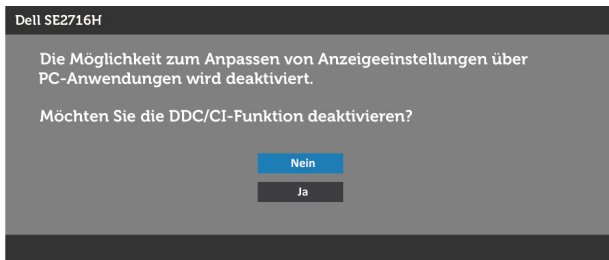 Dell SE2716H
Die Möglichkeit zum Anpassen von Anzeigeeinstellungen über
PC-Anwendungen wird deaktiviert.
Möchten Sie die DDC/CI-Funktion deaktivieren?
Nein
Ja